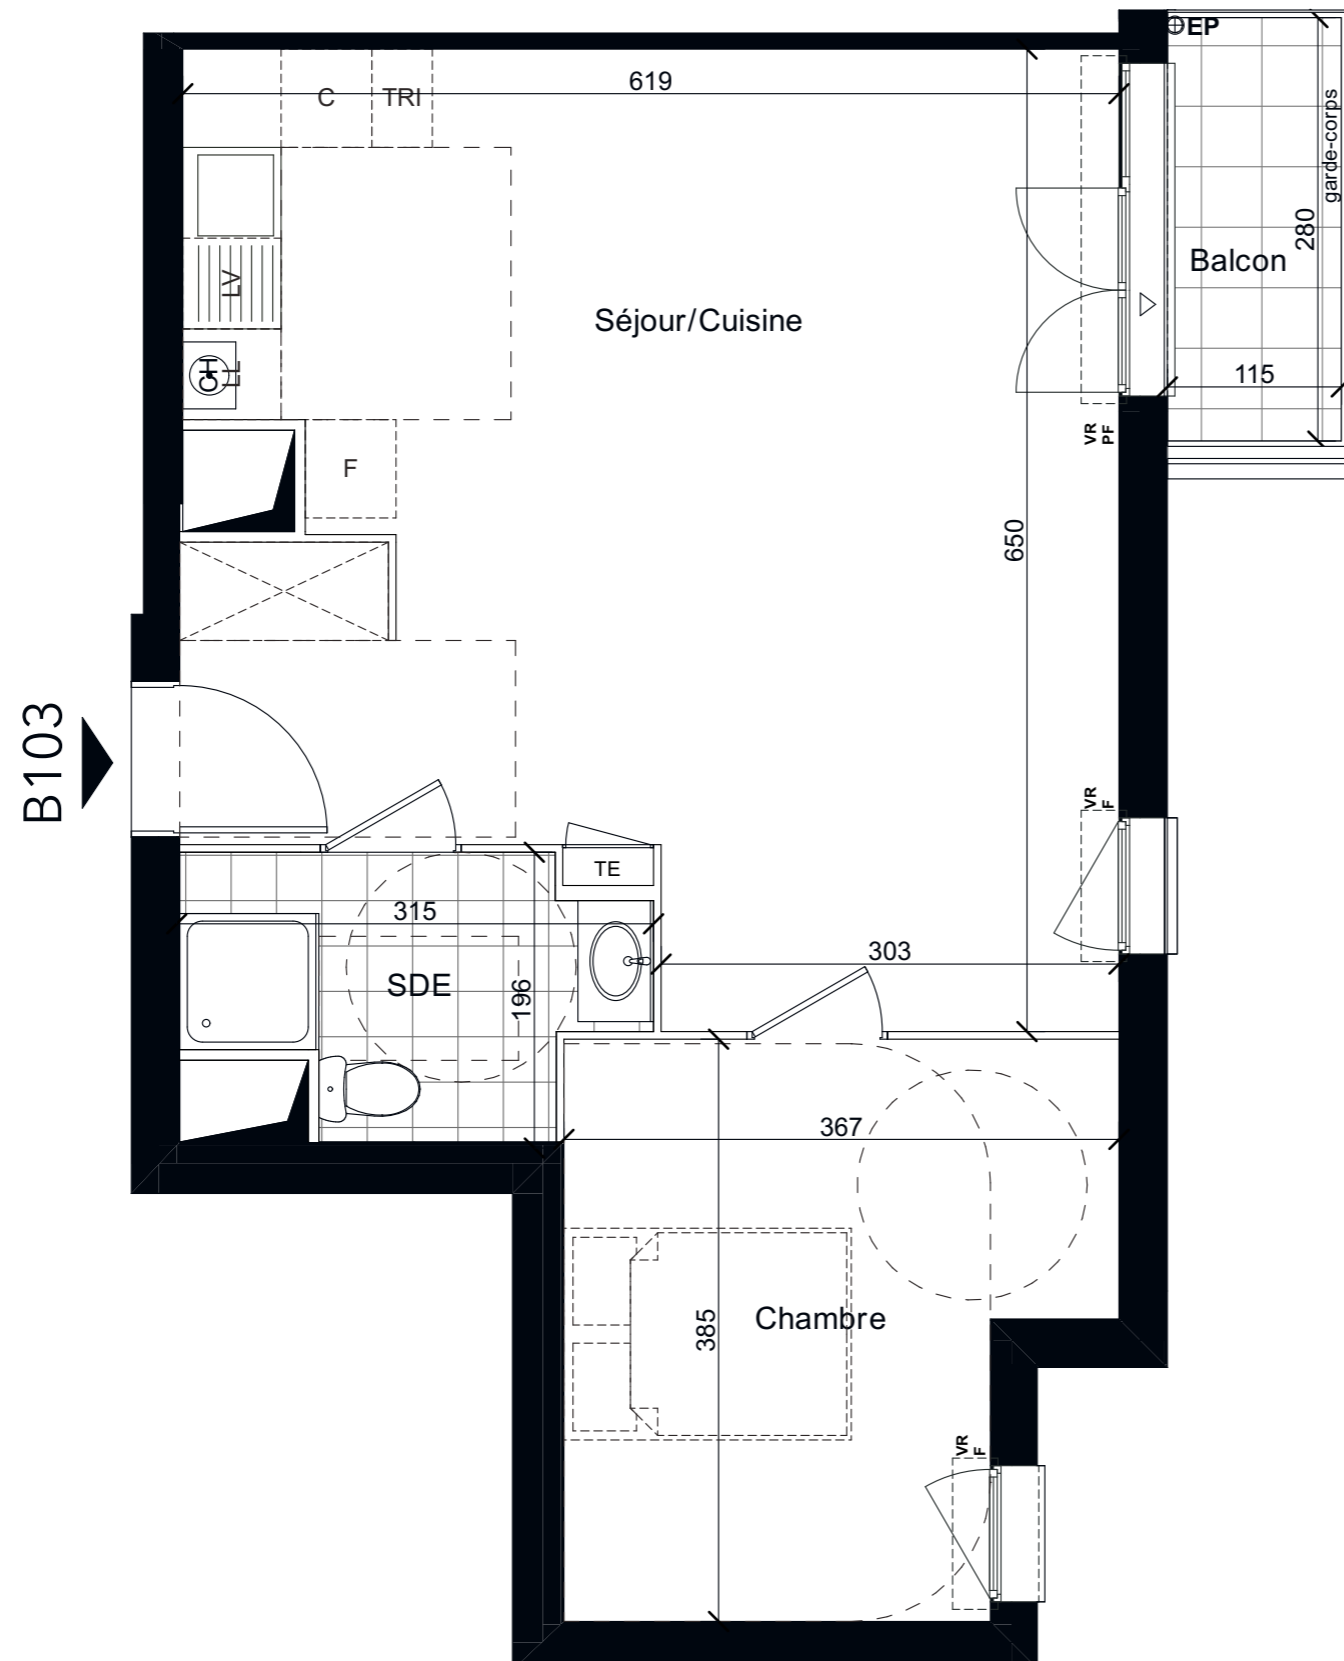 EP
619
C
TRI
garde-corps
280
LV
Balcon
Séjour/Cuisine
CH
LL
115
VR
PF
F
650
B103
VR
F
TE
315
303
SDE
196
367
385
Chambre
VR
F